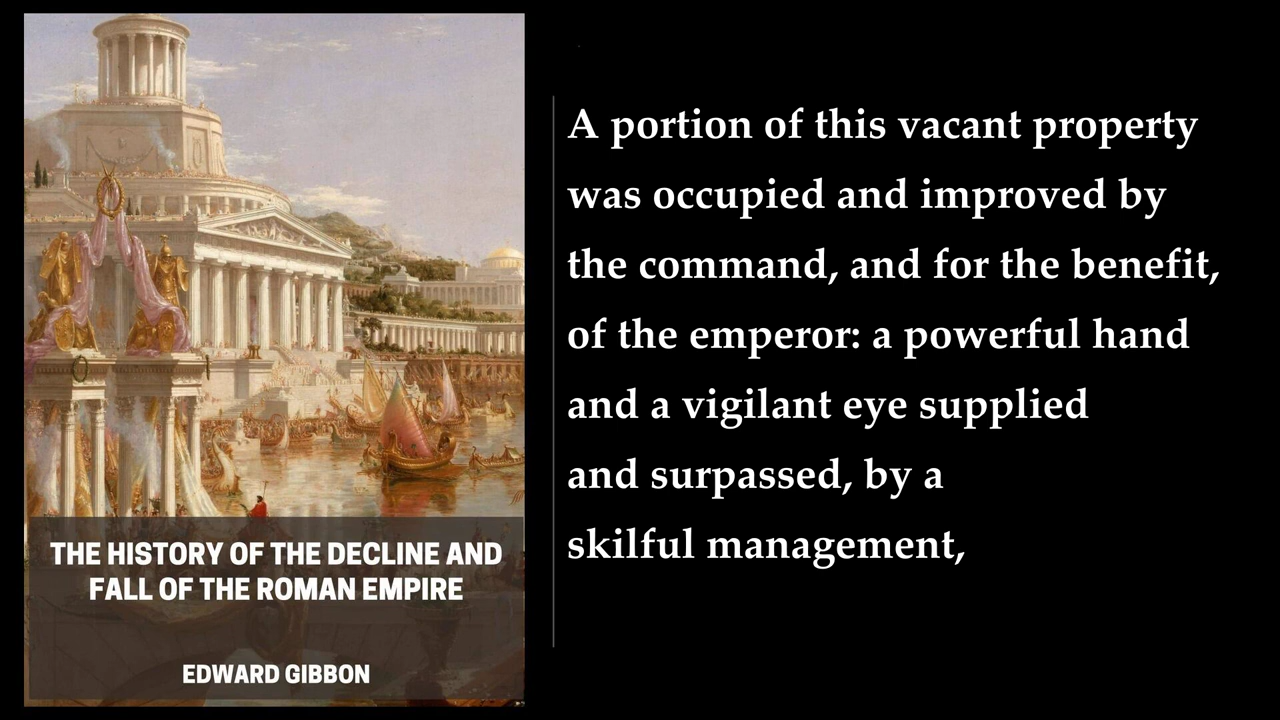 THE HISTORY OF THE DECLINE AND
FALL OF THE ROMAN EMPIRE
EDWARD GIBBON
A portion of this vacant property
was occupied and improved by
the command, and for the benefit,
of the emperor: a powerful hand
and a vigilant eye supplied
and surpassed, by a
skilful management,